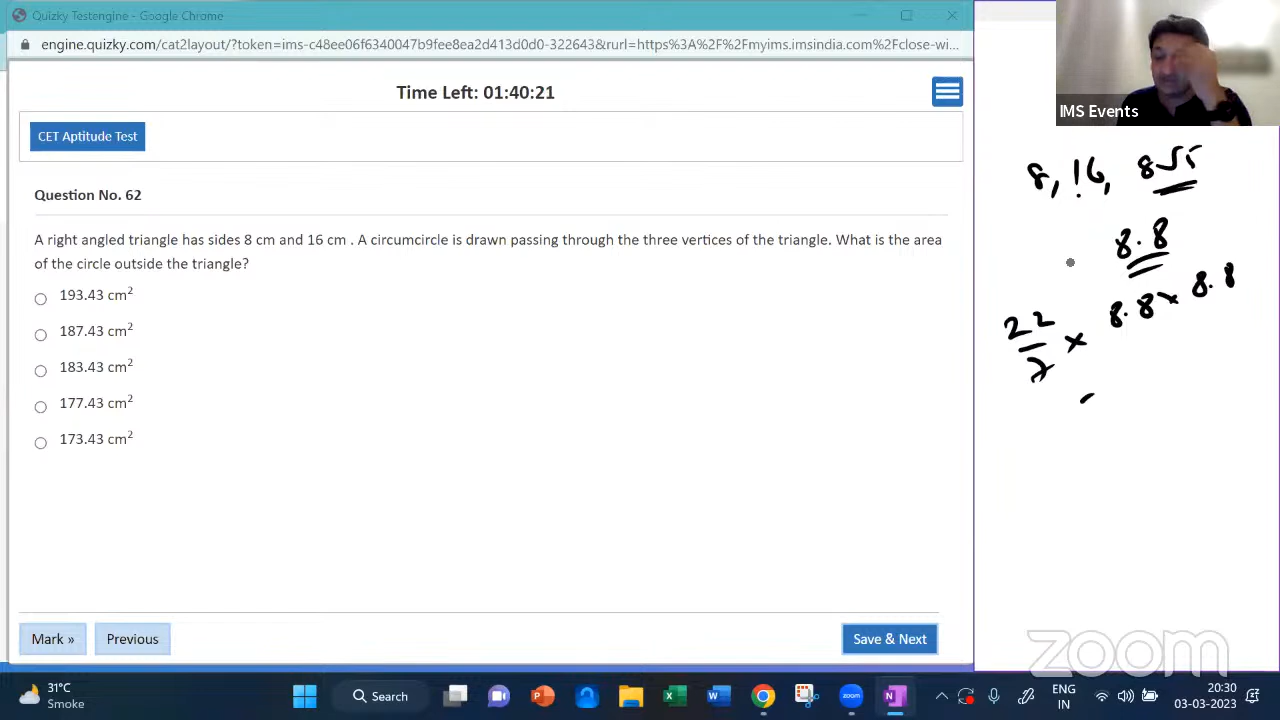 Quizky Testengine - Google Chrome
engine.quizky.com/cat2layout/?token=ims-c48ee06f6340047b9fee8ea2d413d0d0-322643&rurl=https%3A%2F%2Fmyims.imsindia.com%2Fclose-wi...
Time Left: 01:40:21
CET Aptitude Test
Question No. 62
A right angled triangle has sides 8 cm and 16 cm . A circumcircle is drawn passing through the three vertices of the triangle. What is the area
of the circle outside the triangle?
193.43 cm²
187.43 cm²
183.43 cm²
177.43 cm²
173.43 cm²
Mark »
Previous
Save & Next
IMS Events
8, 16, 8√5
8.8
22/7 × 8.8 × 8.8
zoom
31°C
Smoke
Search
ENG
IN
20:30
03-03-2023